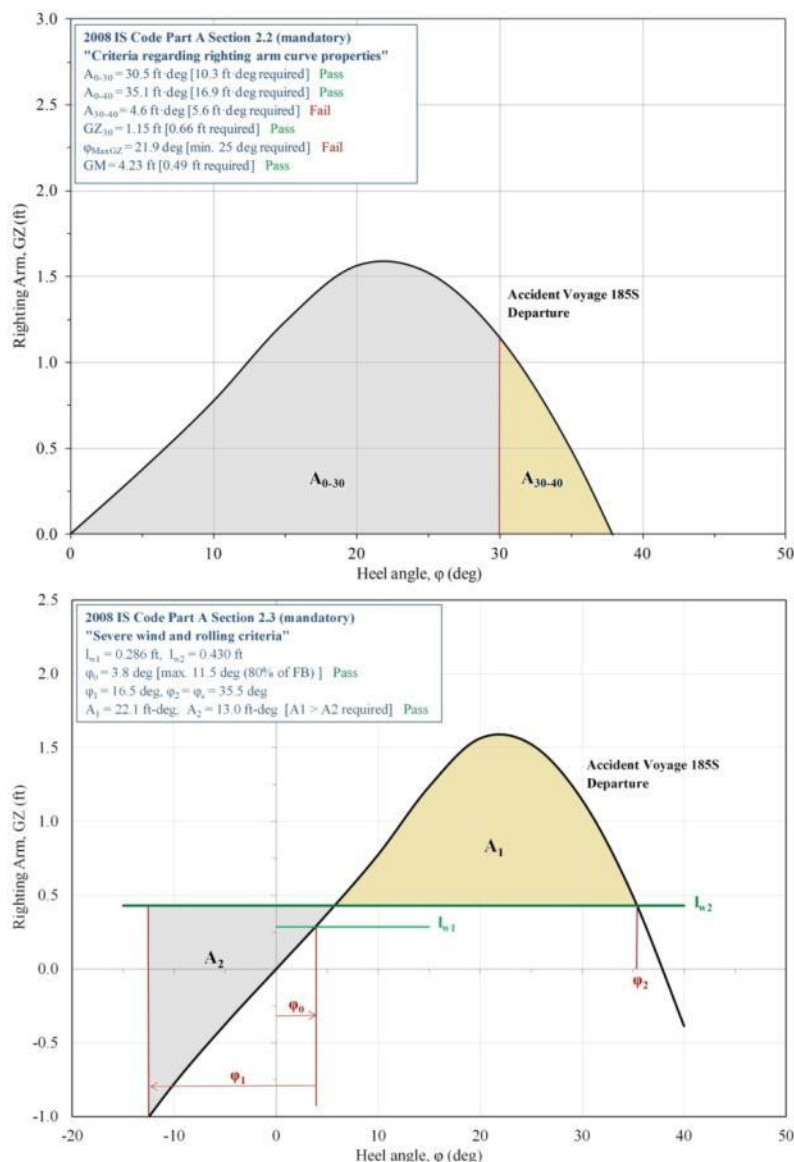 3.0
2008 IS Code Part A Section 2.2 (mandatory)
"Criteria regarding righting arm curve properties"
A₀₋₃₀ = 30.5 ft·deg [10.3 ft·deg required] Pass
A₀₋₄₀ = 35.1 ft·deg [16.9 ft·deg required] Pass
A₃₀₋₄₀ = 4.6 ft·deg [5.6 ft·deg required] Fail
GZ₃₀ = 1.15 ft [0.66 ft required] Pass
φMaxGZ = 21.9 deg [min. 25 deg required] Fail
GM = 4.23 ft [0.49 ft required] Pass
2.5
2.0
1.5
1.0
0.5
0.0
Righting Arm, GZ (ft)
Accident Voyage 185S
Departure
A₀₋₃₀
A₃₀₋₄₀
0 10 20 30 40 50
Heel angle, φ (deg)
2.5
2008 IS Code Part A Section 2.3 (mandatory)
"Severe wind and rolling criteria"
lw1 = 0.286 ft, lw2 = 0.430 ft
φ₀ = 3.8 deg [max. 11.5 deg (80% of FB) ] Pass
φ₁ = 16.5 deg, φ₂ = φ = 35.5 deg
A₁ = 22.1 ft-deg, A₂ = 13.0 ft-deg [A1 > A2 required] Pass
2.0
1.5
1.0
0.5
0.0
-0.5
-1.0
Righting Arm, GZ (ft)
Accident Voyage 185S
Departure
A₁
lw2
lw1
A₂
φ₂
φ₀
φ₁
-20 -10 0 10 20 30 40 50
Heel angle, φ (deg)